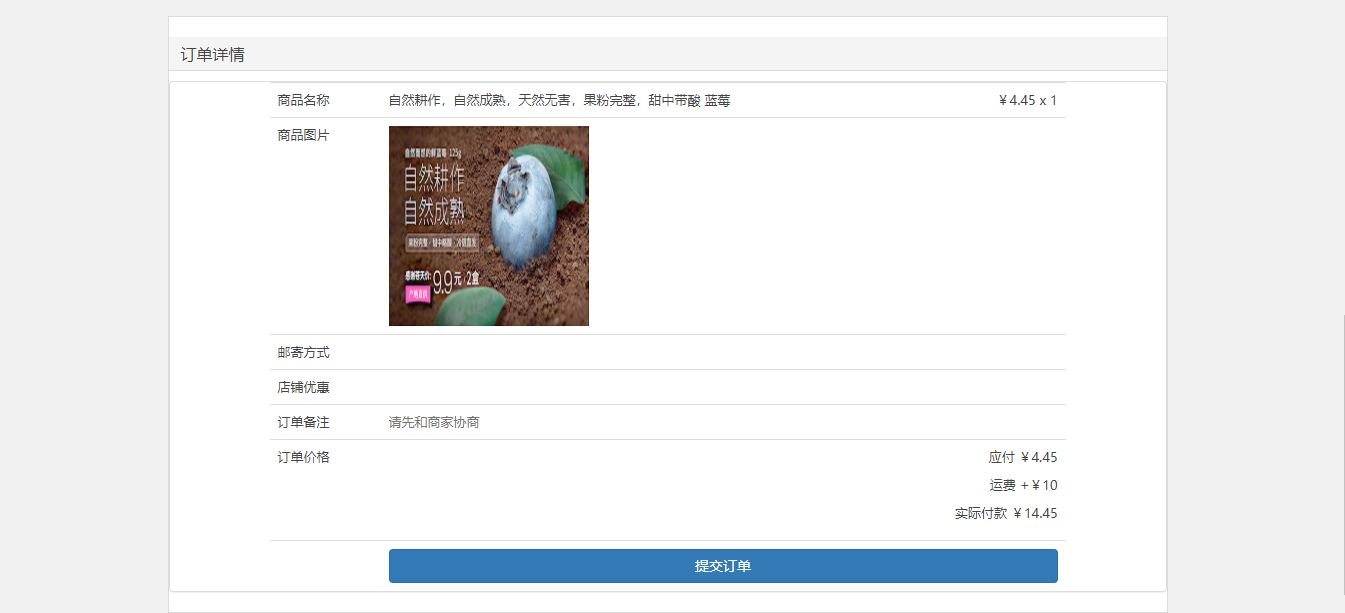 订单详情
商品名称 自然耕作，自然成熟，天然无害，果粉完整，甜中带酸 蓝莓 ￥4.45 x 1
商品图片
125g
自然耕作
自然成熟
9.9元/2盒
邮寄方式
店铺优惠
订单备注 请先和商家协商
订单价格 应付 ￥4.45
运费 +￥10
实际付款 ￥14.45
提交订单